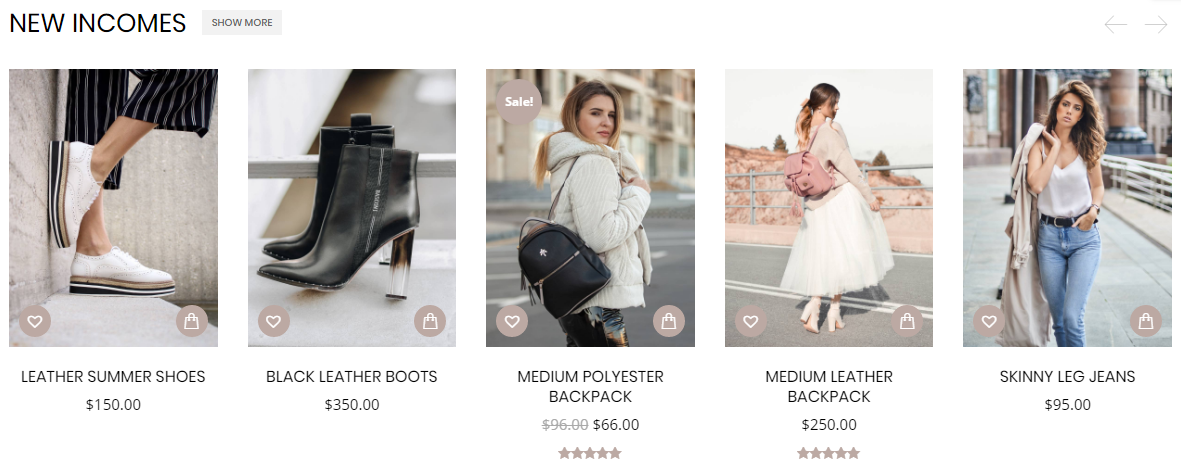 NEW INCOMES
SHOW MORE
Sale!
LEATHER SUMMER SHOES
$150.00
BLACK LEATHER BOOTS
$350.00
MEDIUM POLYESTER
BACKPACK
$96.00 $66.00
MEDIUM LEATHER
BACKPACK
$250.00
SKINNY LEG JEANS
$95.00